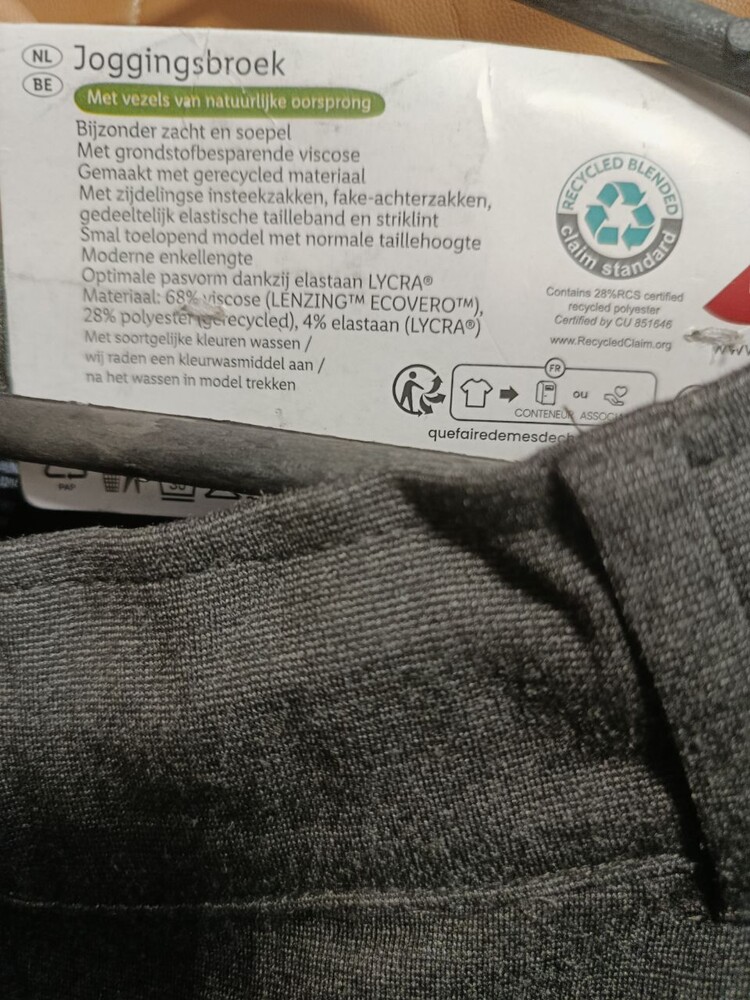 NL
Joggingsbroek
BE
Met vezels van natuurlijke oorsprong
Bijzonder zacht en soepel
Met grondstofbesparende viscose
Gemaakt met gerecycled materiaal
Met zijdelingse insteekzakken, fake-achterzakken,
gedeeltelijk elastische tailleband en striklint
Smal toelopend model met normale taillehoogte
Moderne enkellengte
Optimale pasvorm dankzij elastaan LYCRA®
Materiaal: 68% viscose (LENZING™ ECOVERO™),
28% polyester (gerecycled), 4% elastaan (LYCRA®)
Met soortgelijke kleuren wassen /
wij raden een kleurwasmiddel aan /
na het wassen in model trekken
RECYCLED BLENDED
claim standard
Contains 28%RCS certified
recycled polyester
Certified by CU 851646
www.RecycledClaim.org
FR
ou
CONTENEUR
PAP
30